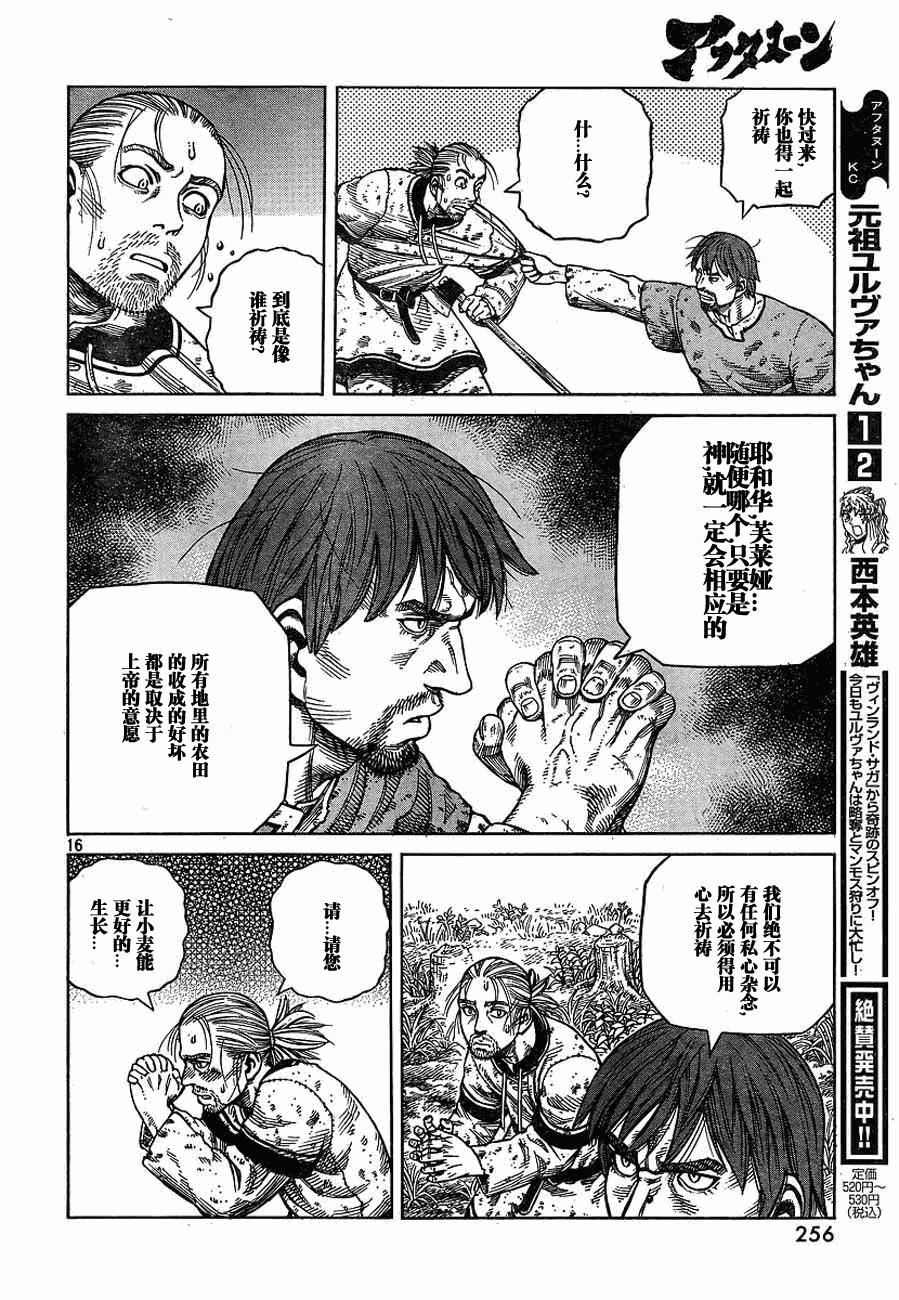 アフタヌーン
快过来,
你也得一起
祈祷
什…什么?
到底是像
谁祈祷?
耶和华,芙莱娅…
随便哪个,只要是
神,就一定会相应的
所有地里的农田
的收成的好坏
都是取决于
上帝的意愿
16
我们绝不可以
有任何私心杂念,
所以必须得用
心去祈祷
请…请您
让小麦能
更好的
生长…
アフタヌーン
KC
元祖ユルヴァちゃん
1
2
西本英雄
「ヴィンランド・サガ」から奇跡のスピンオフ!
今日もユルヴァちゃんは略奪とマンモス狩りに大忙し!
絶賛発売中!!
定価
520円〜
530円
(税込)
256